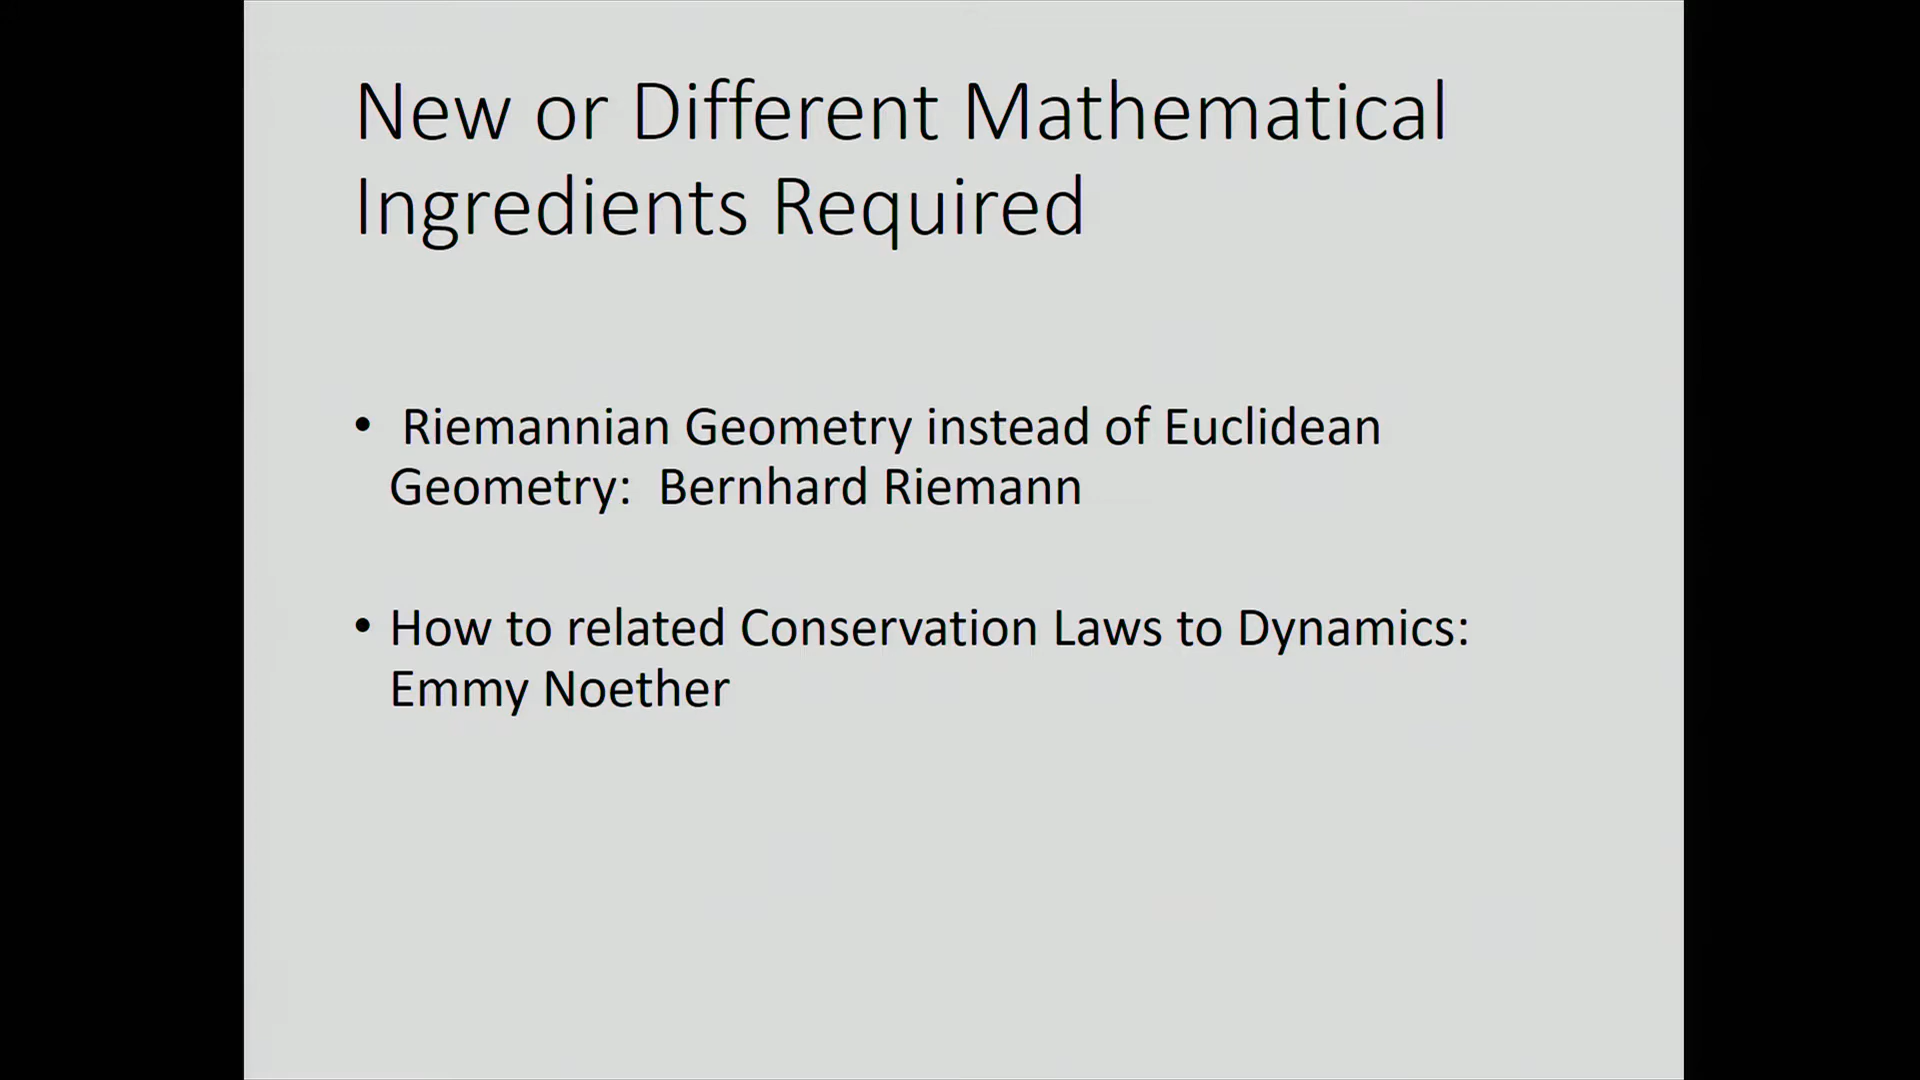 New or Different Mathematical
Ingredients Required
• Riemannian Geometry instead of Euclidean
Geometry: Bernhard Riemann
• How to related Conservation Laws to Dynamics:
Emmy Noether